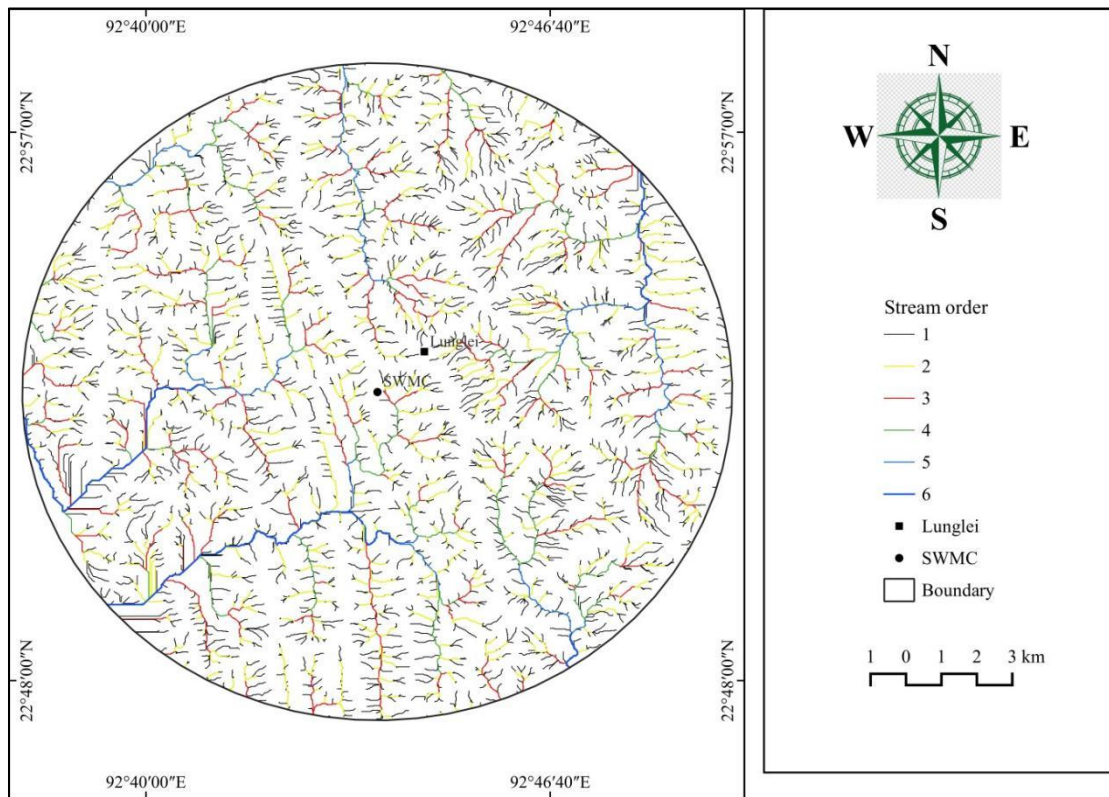 92°40′00″E 92°46′40″E
22°57′00″N 22°57′00″N
Lunglei
SWMC
22°48′00″N 22°48′00″N
92°40′00″E 92°46′40″E
N
W E
S
Stream order
1
2
3
4
5
6
Lunglei
SWMC
Boundary
1 0 1 2 3 km